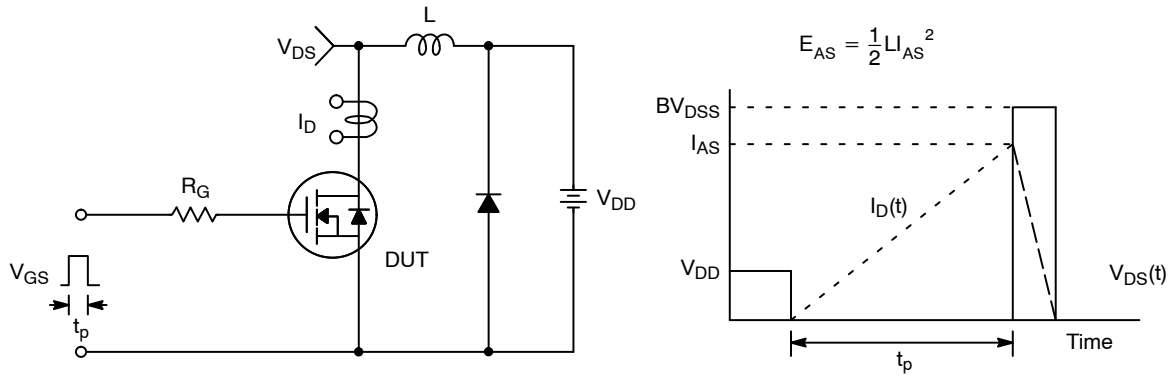 L
V_DS
I_D
R_G
V_DD
DUT
V_GS
t_p
E_AS = 1/2 LI_AS^2
BV_DSS
I_AS
I_D(t)
V_DD
V_DS(t)
Time
t_p